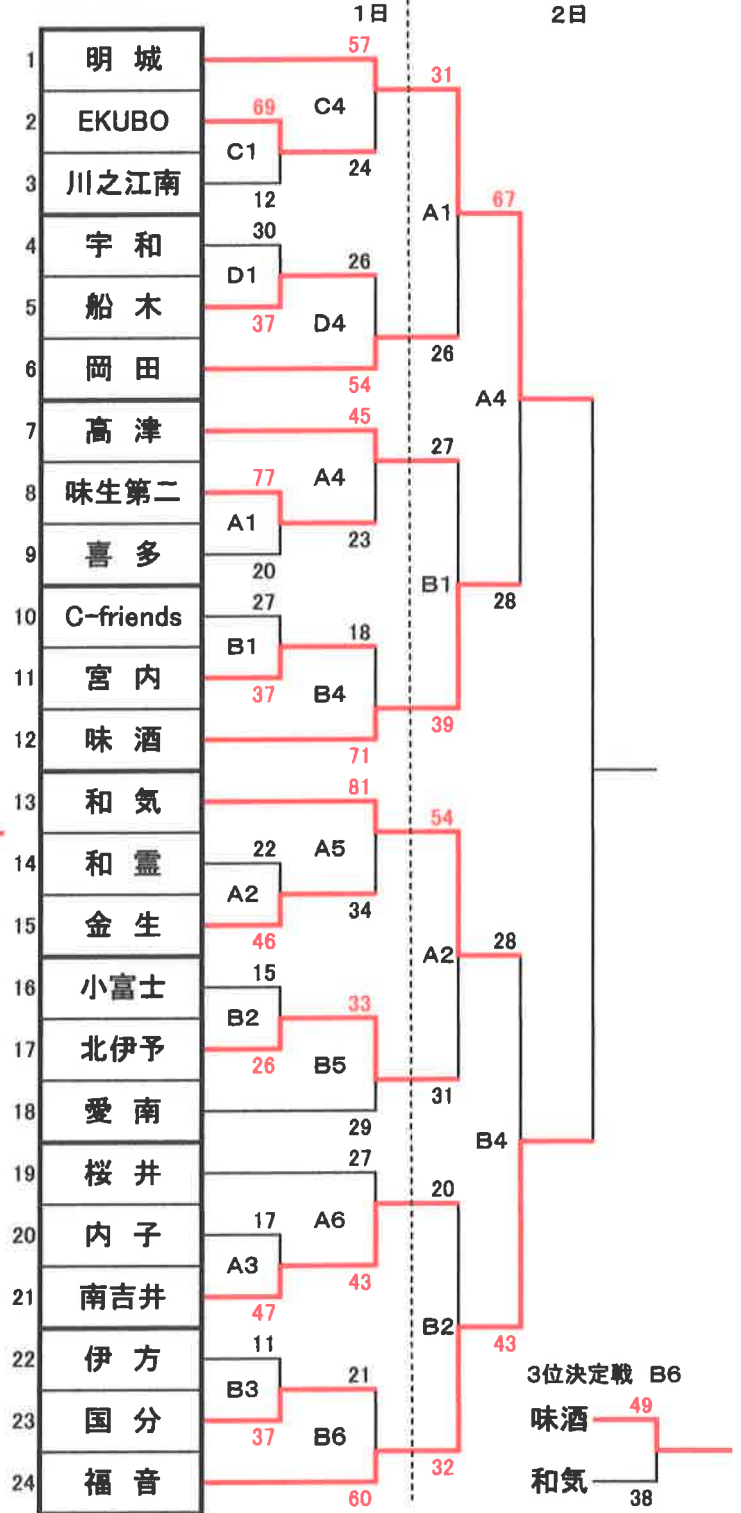 1日 2日
1 明城 57
31
2 EKUBO 69 C4
C1
3 川之江南 12 24
A1 67
4 宇和 30 26
D1
5 船木 37 D4
26
6 岡田 54
A4
7 高津 45
27
8 味生第二 77 A4
A1
9 喜多 20 23
B1 28
10 C-friends 27 18
B1
11 宮内 37 B4
39
12 味酒 71
13 和気 81
54
14 和霊 22 A5
A2
15 金生 46 34
A2 28
16 小富士 15 33
B2
17 北伊予 26 B5
31
18 愛南 29
B4
19 桜井 27
20
20 内子 17 A6
A3
21 南吉井 47 43
B2 43
22 伊方 11 21
B3
23 国分 37 B6
32
24 福音 60
3位決定戦 B6
味酒 49
和気 38